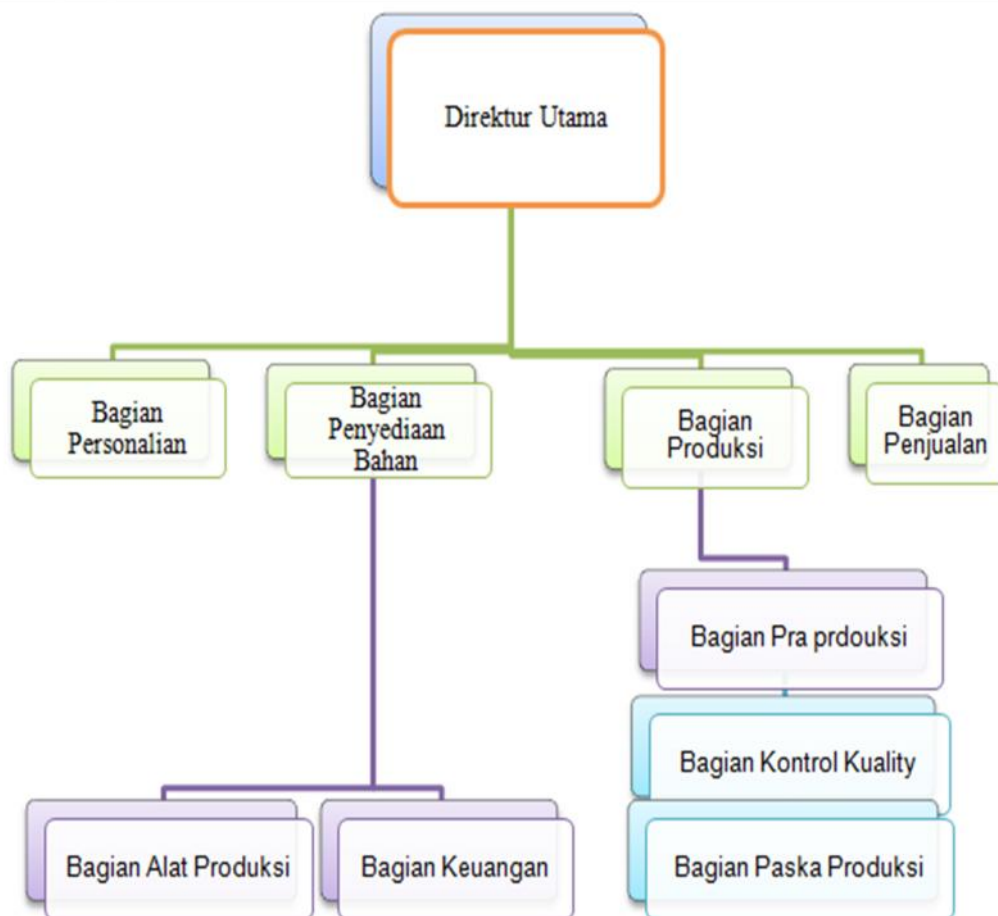 Direktur Utama
Bagian
Personalian
Bagian
Penyediaan
Bahan
Bagian
Produksi
Bagian
Penjualan
Bagian Pra prdouksi
Bagian Kontrol Kuality
Bagian Alat Produksi
Bagian Keuangan
Bagian Paska Produksi